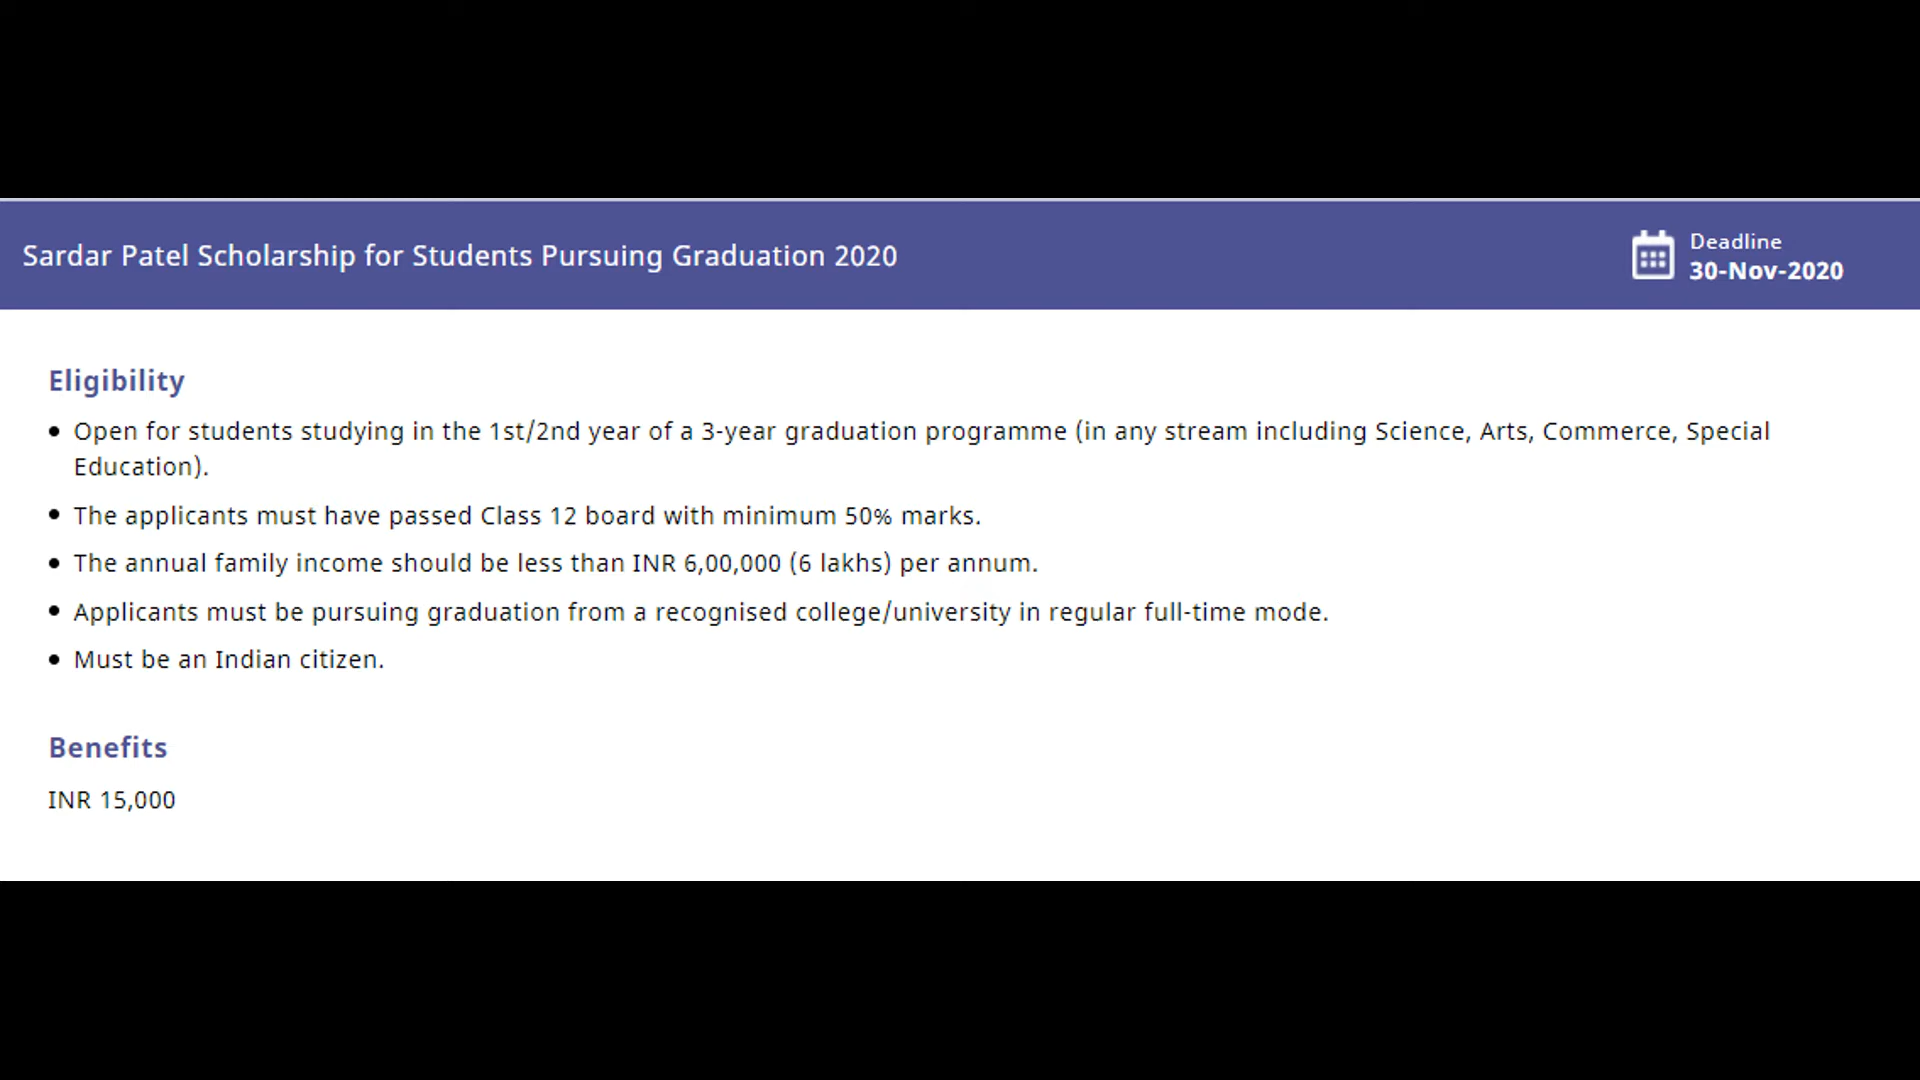 Sardar Patel Scholarship for Students Pursuing Graduation 2020
Deadline
30-Nov-2020
Eligibility
• Open for students studying in the 1st/2nd year of a 3-year graduation programme (in any stream including Science, Arts, Commerce, Special
Education).
• The applicants must have passed Class 12 board with minimum 50% marks.
• The annual family income should be less than INR 6,00,000 (6 lakhs) per annum.
• Applicants must be pursuing graduation from a recognised college/university in regular full-time mode.
• Must be an Indian citizen.
Benefits
INR 15,000